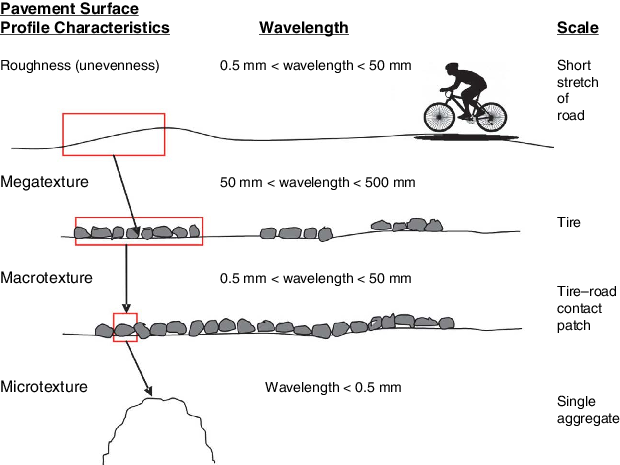 Pavement Surface
Profile Characteristics Wavelength Scale
Roughness (unevenness) 0.5 mm < wavelength < 50 mm Short
stretch
of
road
Megatexture 50 mm < wavelength < 500 mm
Tire
Macrotexture 0.5 mm < wavelength < 50 mm
Tire–road
contact
patch
Microtexture Wavelength < 0.5 mm
Single
aggregate